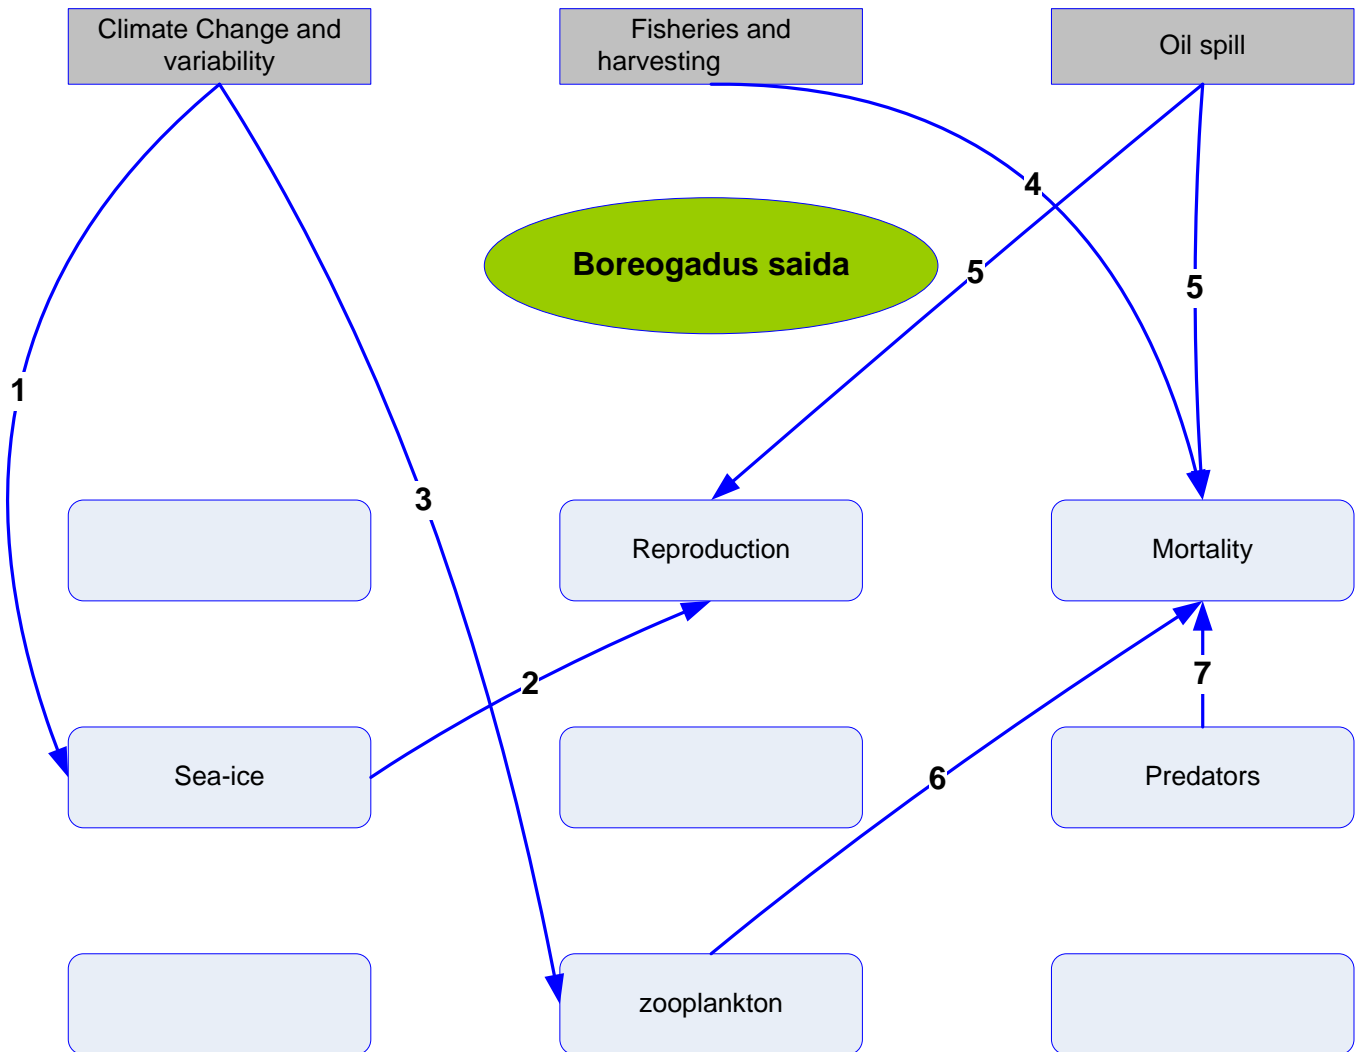 Climate Change and
variability
Fisheries and
harvesting
Oil spill
4
Boreogadus saida
5
5
1
3
Reproduction
Mortality
2
7
Sea-ice
6
Predators
zooplankton